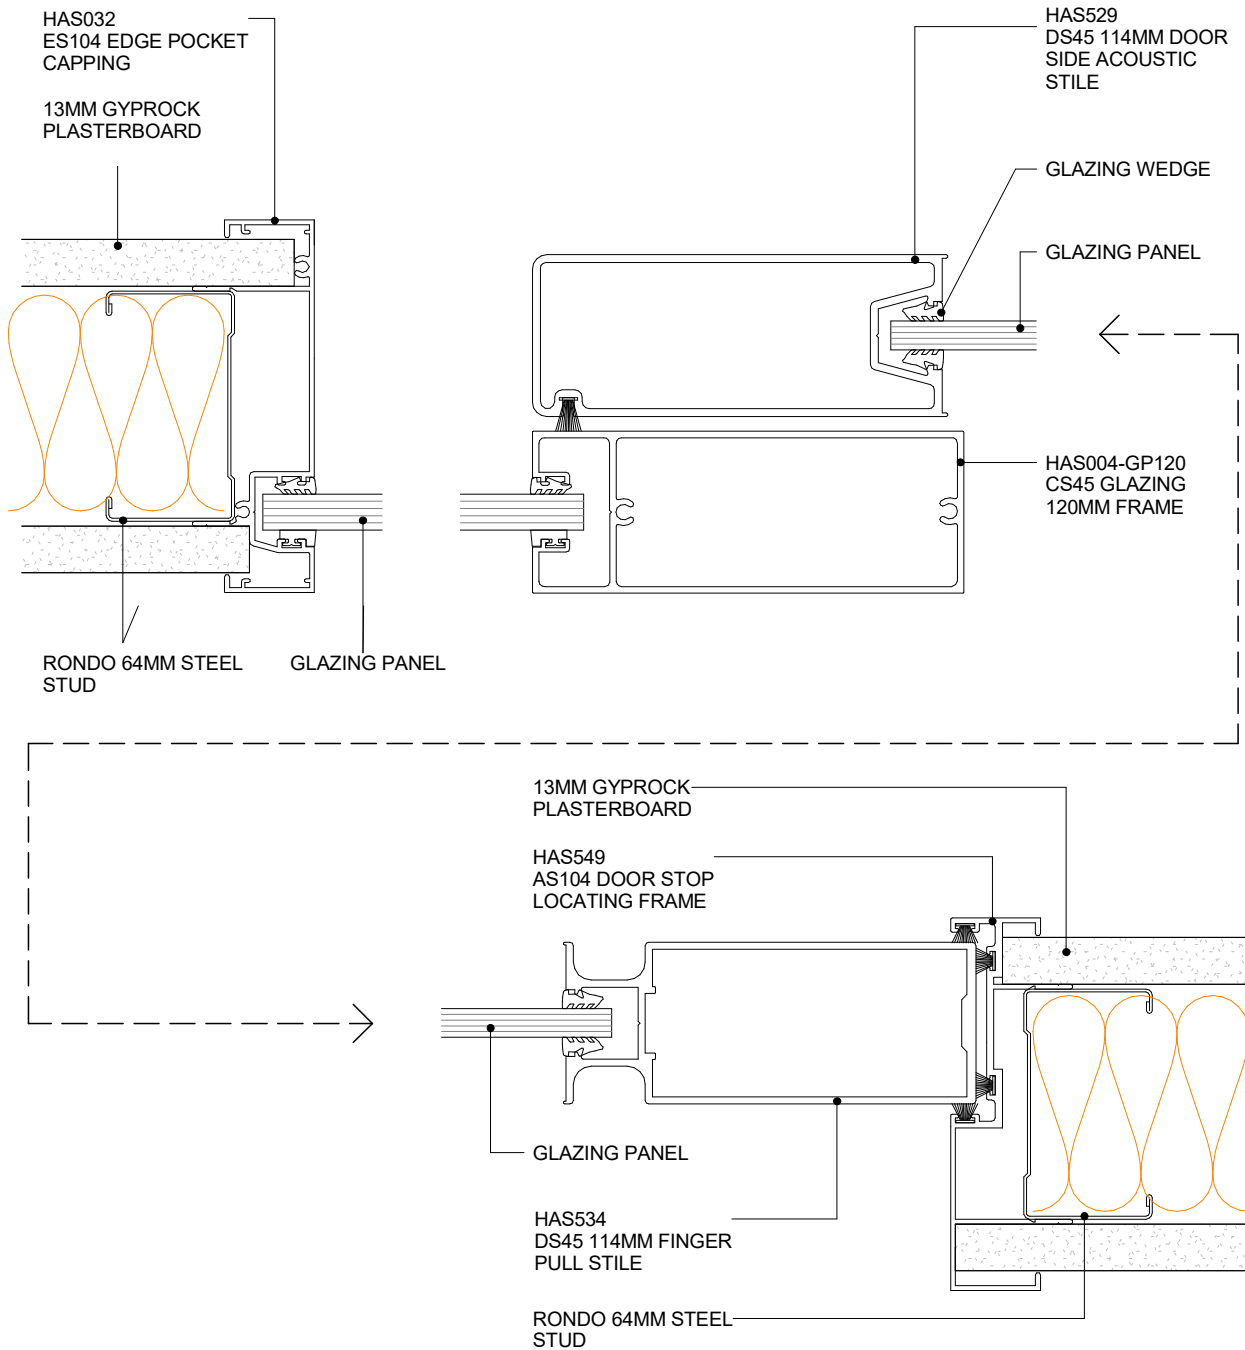 HAS032
ES104 EDGE POCKET
CAPPING
13MM GYPROCK
PLASTERBOARD
HAS529
DS45 114MM DOOR
SIDE ACOUSTIC
STILE
GLAZING WEDGE
GLAZING PANEL
HAS004-GP120
CS45 GLAZING
120MM FRAME
RONDO 64MM STEEL
STUD
GLAZING PANEL
13MM GYPROCK
PLASTERBOARD
HAS549
AS104 DOOR STOP
LOCATING FRAME
GLAZING PANEL
HAS534
DS45 114MM FINGER
PULL STILE
RONDO 64MM STEEL
STUD